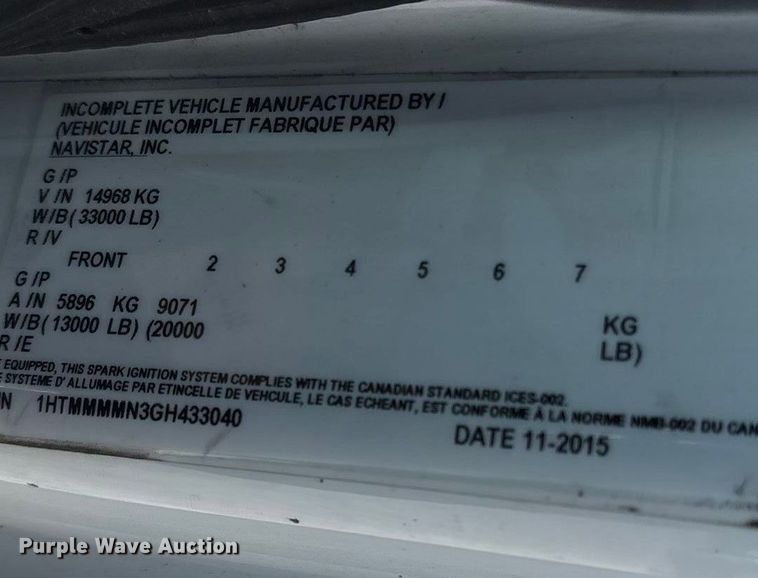 INCOMPLETE VEHICLE MANUFACTURED BY /
(VEHICULE INCOMPLET FABRIQUE PAR)
NAVISTAR, INC.
G /P
V /N 14968 KG
W/B( 33000 LB)
R /V
FRONT 2 3 4 5 6 7
G /P
A /N 5896 KG 9071
W/B( 13000 LB) (20000
KG
R /E
LB)
EQUIPPED, THIS SPARK IGNITION SYSTEM COMPLIES WITH THE CANADIAN STANDARD ICES-002.
E SYSTEME D' ALLUMAGE PAR ETINCELLE DE VEHCULE, LE CAS ECHEANT, EST CONFORME A LA NORME NMB-002 DU CAN
IN 1HTMMMMN3GH433040
DATE 11-2015
Purple Wave Auction